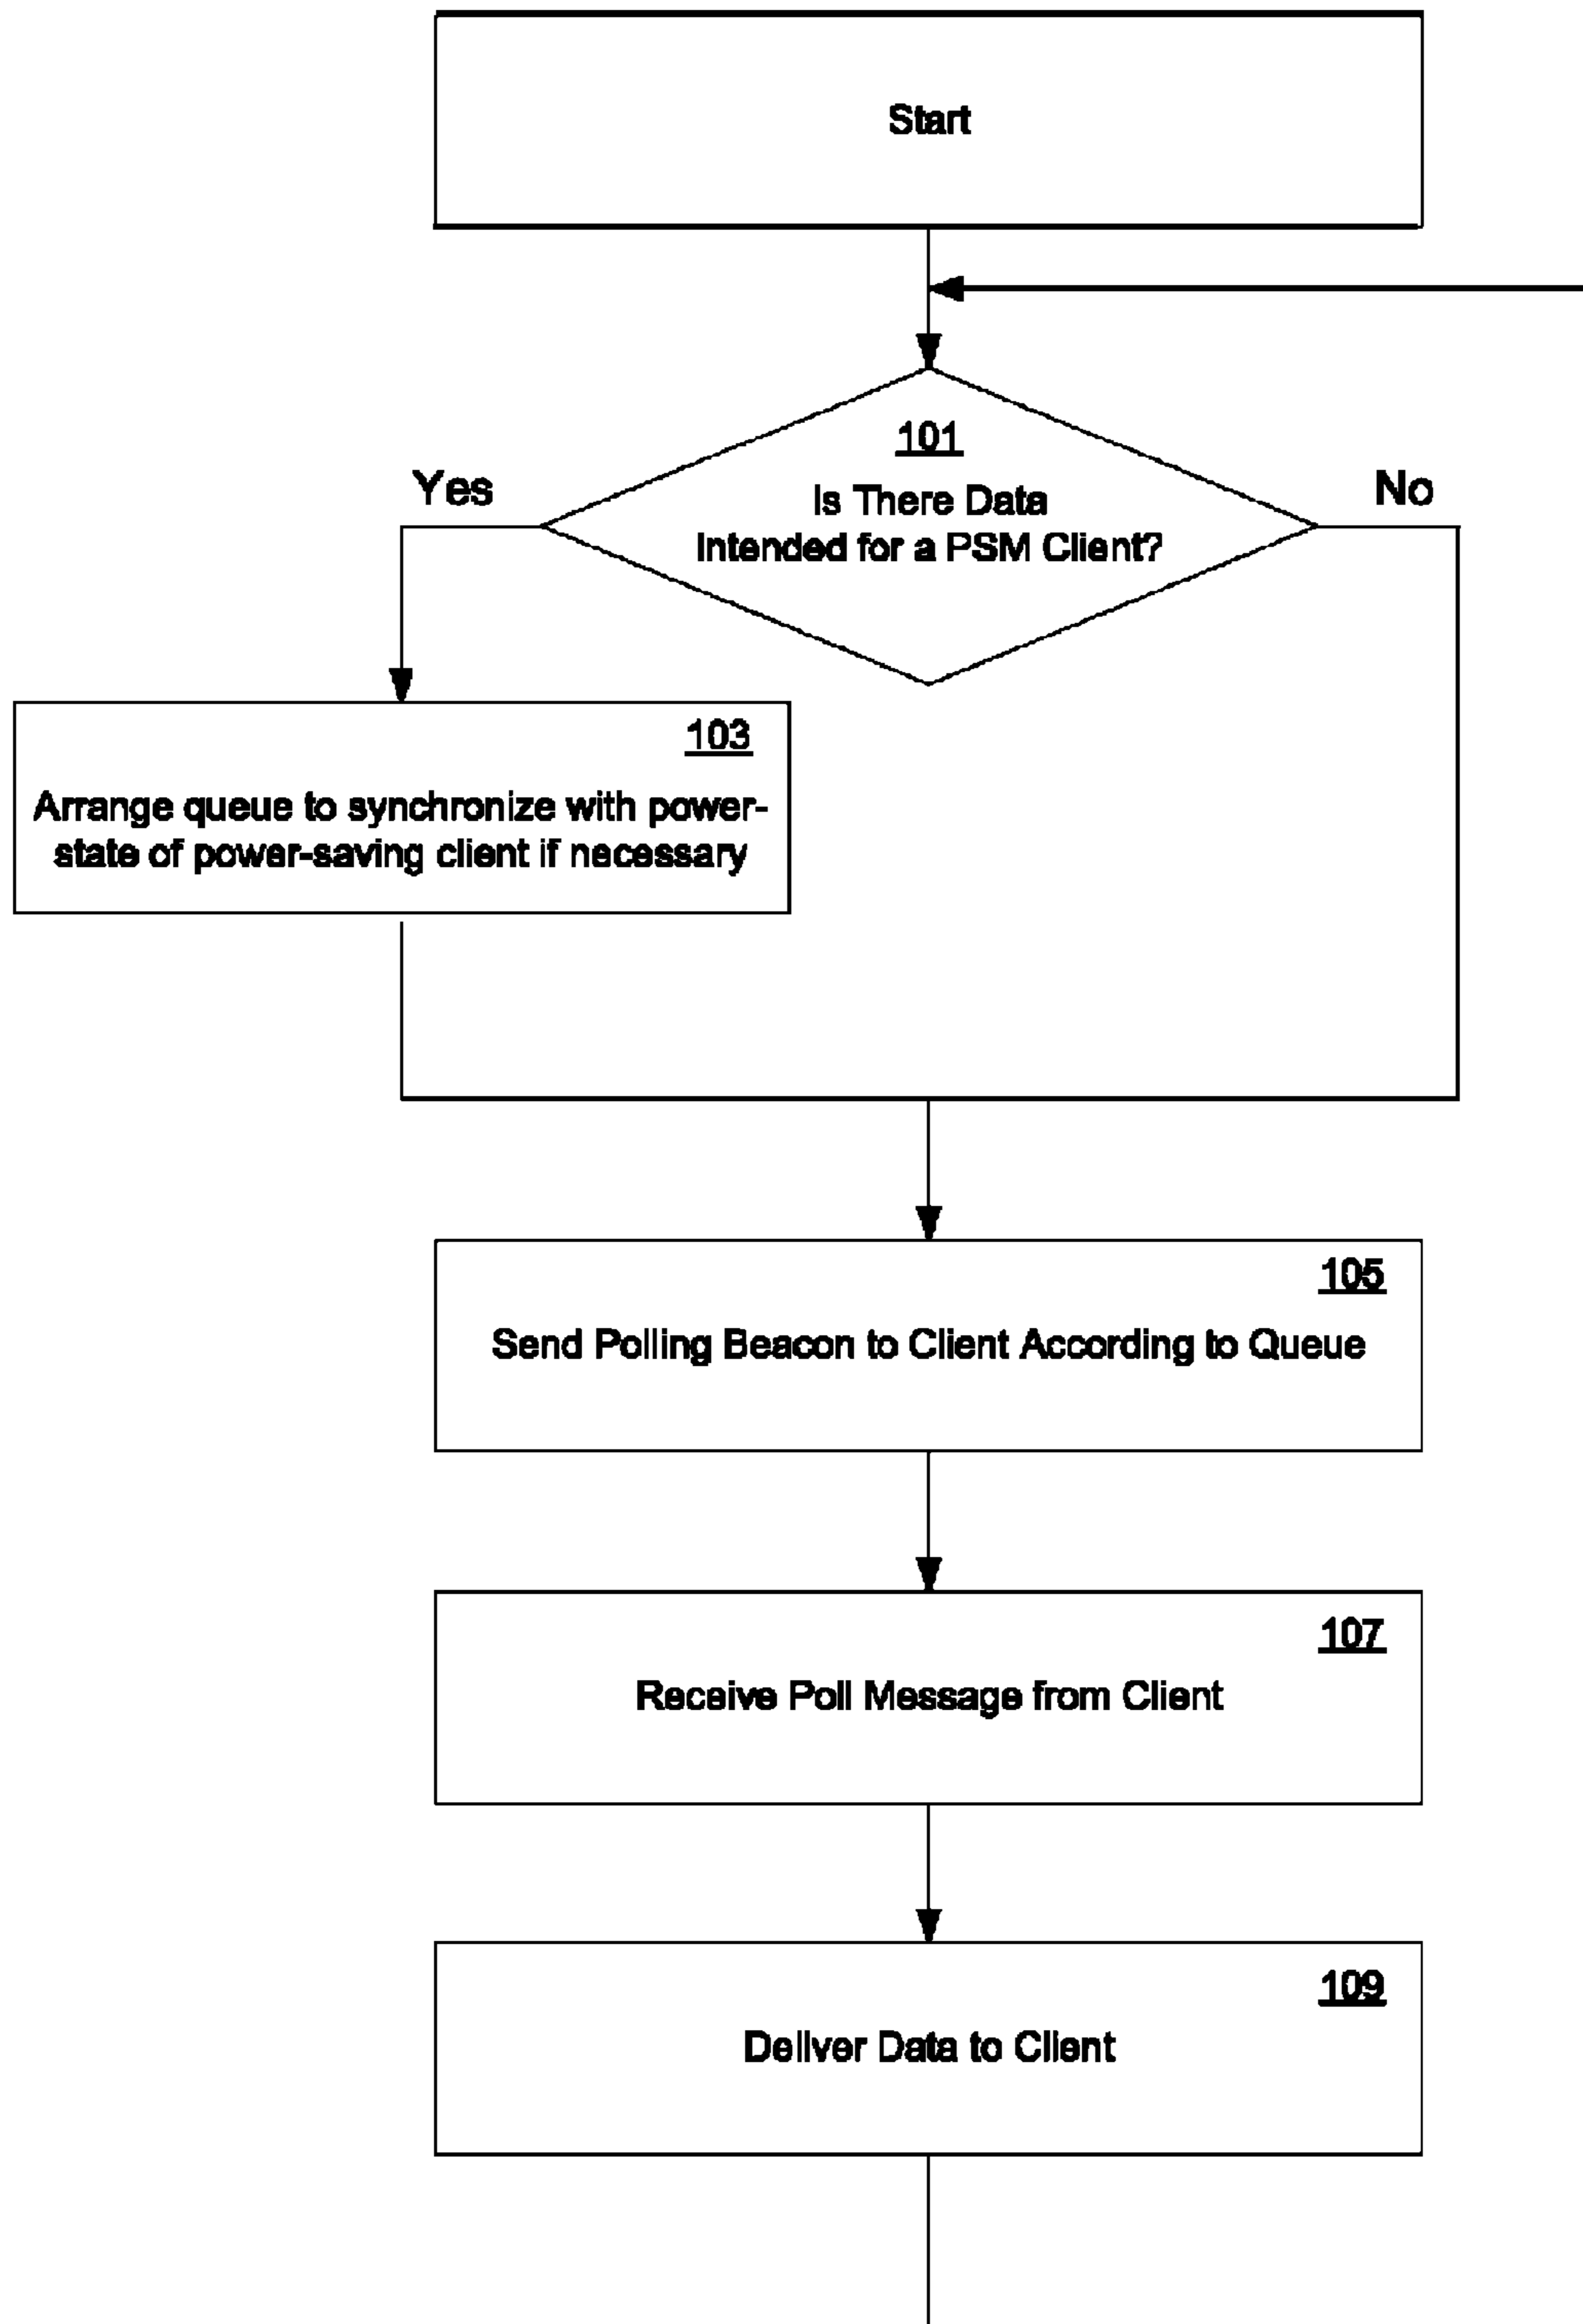 Start
101
Is There Data
Intended for a PSM Client?
Yes
No
103
Arrange queue to synchronize with power-
state of power-saving client if necessary
105
Send Polling Beacon to Client According to Queue
107
Receive Poll Message from Client
109
Deliver Data to Client